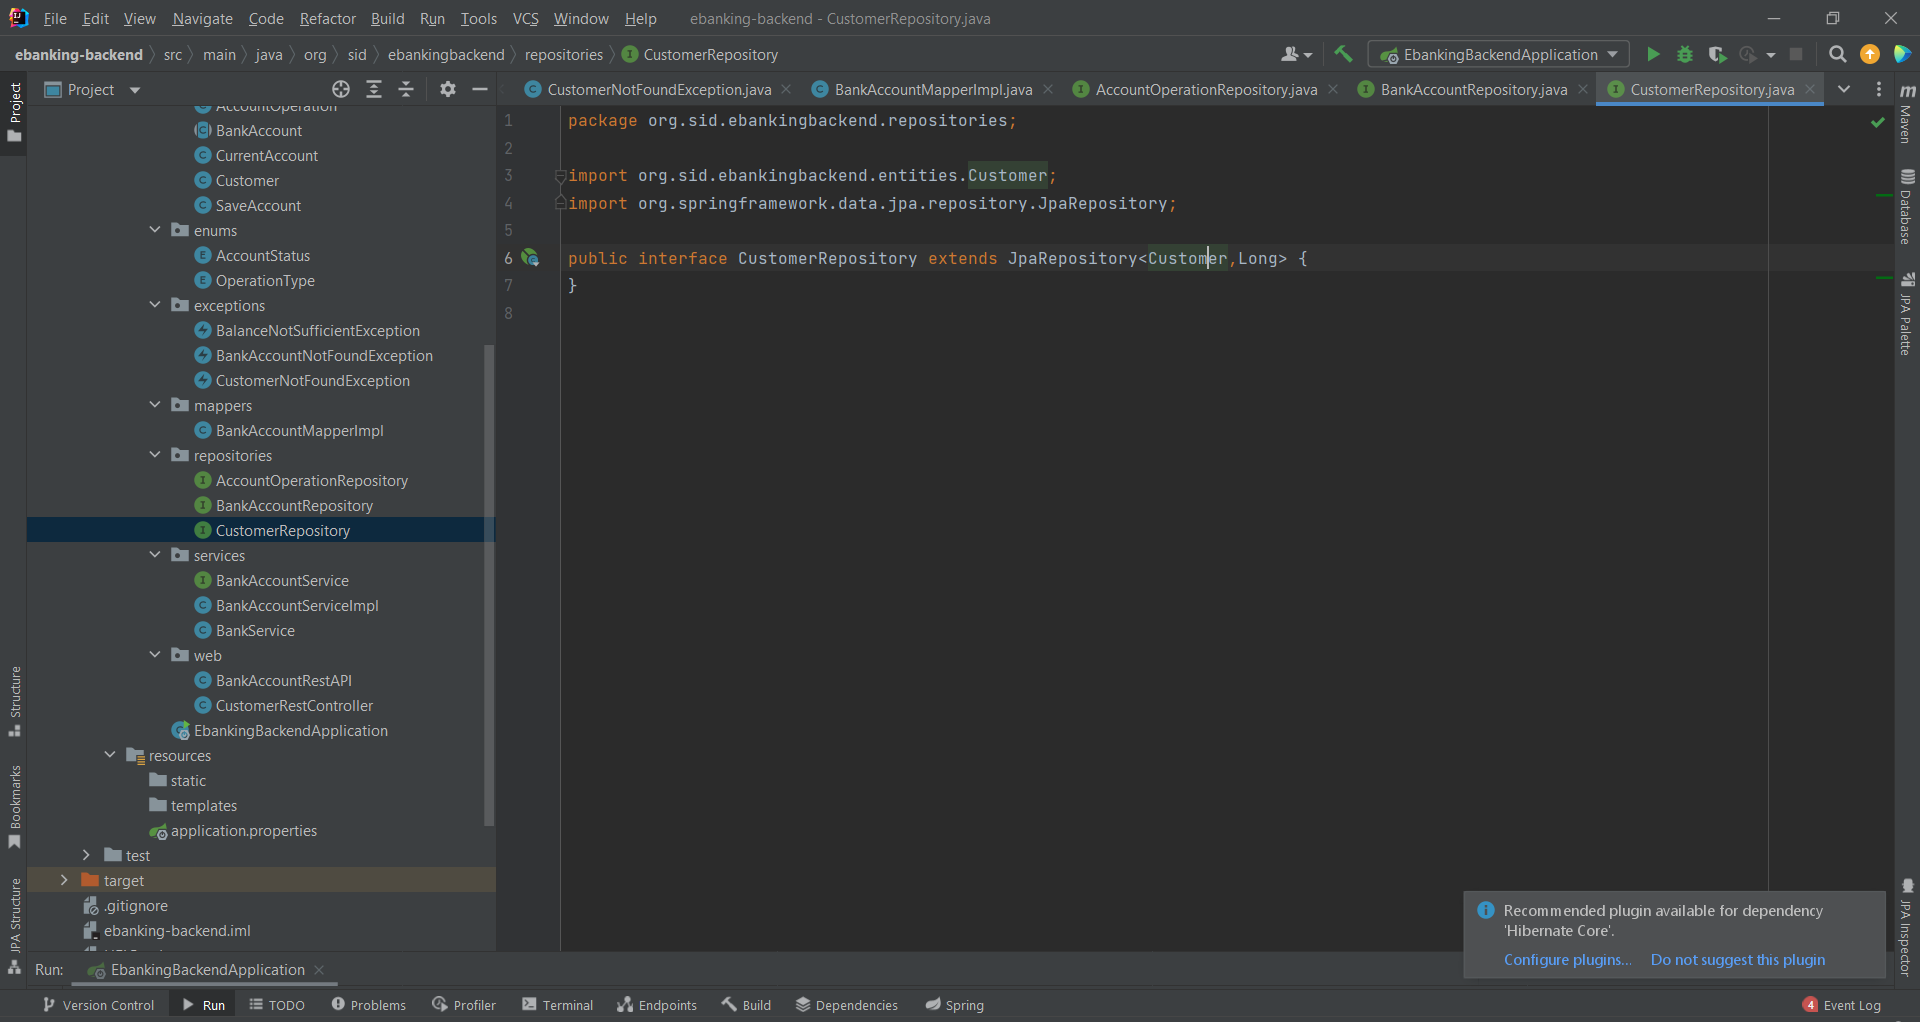 File Edit View Navigate Code Refactor Build Run Tools VCS Window Help ebanking-backend - CustomerRepository.java
ebanking-backend src main java org sid ebankingbackend repositories CustomerRepository EbankingBackendApplication
Project CustomerNotFoundException.java BankAccountMapperImpl.java AccountOperationRepository.java BankAccountRepository.java CustomerRepository.java
AccountOperation
BankAccount
CurrentAccount
Customer
SaveAccount
enums
AccountStatus
OperationType
exceptions
BalanceNotSufficientException
BankAccountNotFoundException
CustomerNotFoundException
mappers
BankAccountMapperImpl
repositories
AccountOperationRepository
BankAccountRepository
CustomerRepository
services
BankAccountService
BankAccountServiceImpl
BankService
web
BankAccountRestAPI
CustomerRestController
EbankingBackendApplication
resources
static
templates
application.properties
test
target
.gitignore
ebanking-backend.iml
1 package org.sid.ebankingbackend.repositories;
2
3 import org.sid.ebankingbackend.entities.Customer;
4 import org.springframework.data.jpa.repository.JpaRepository;
5
6 public interface CustomerRepository extends JpaRepository<Customer,Long> {
7 }
8
Project
Structure
Bookmarks
JPA Structure
Maven
Database
JPA Palette
JPA Inspector
Recommended plugin available for dependency
'Hibernate Core'.
Configure plugins... Do not suggest this plugin
Run: EbankingBackendApplication
Version Control Run TODO Problems Profiler Terminal Endpoints Build Dependencies Spring 4 Event Log